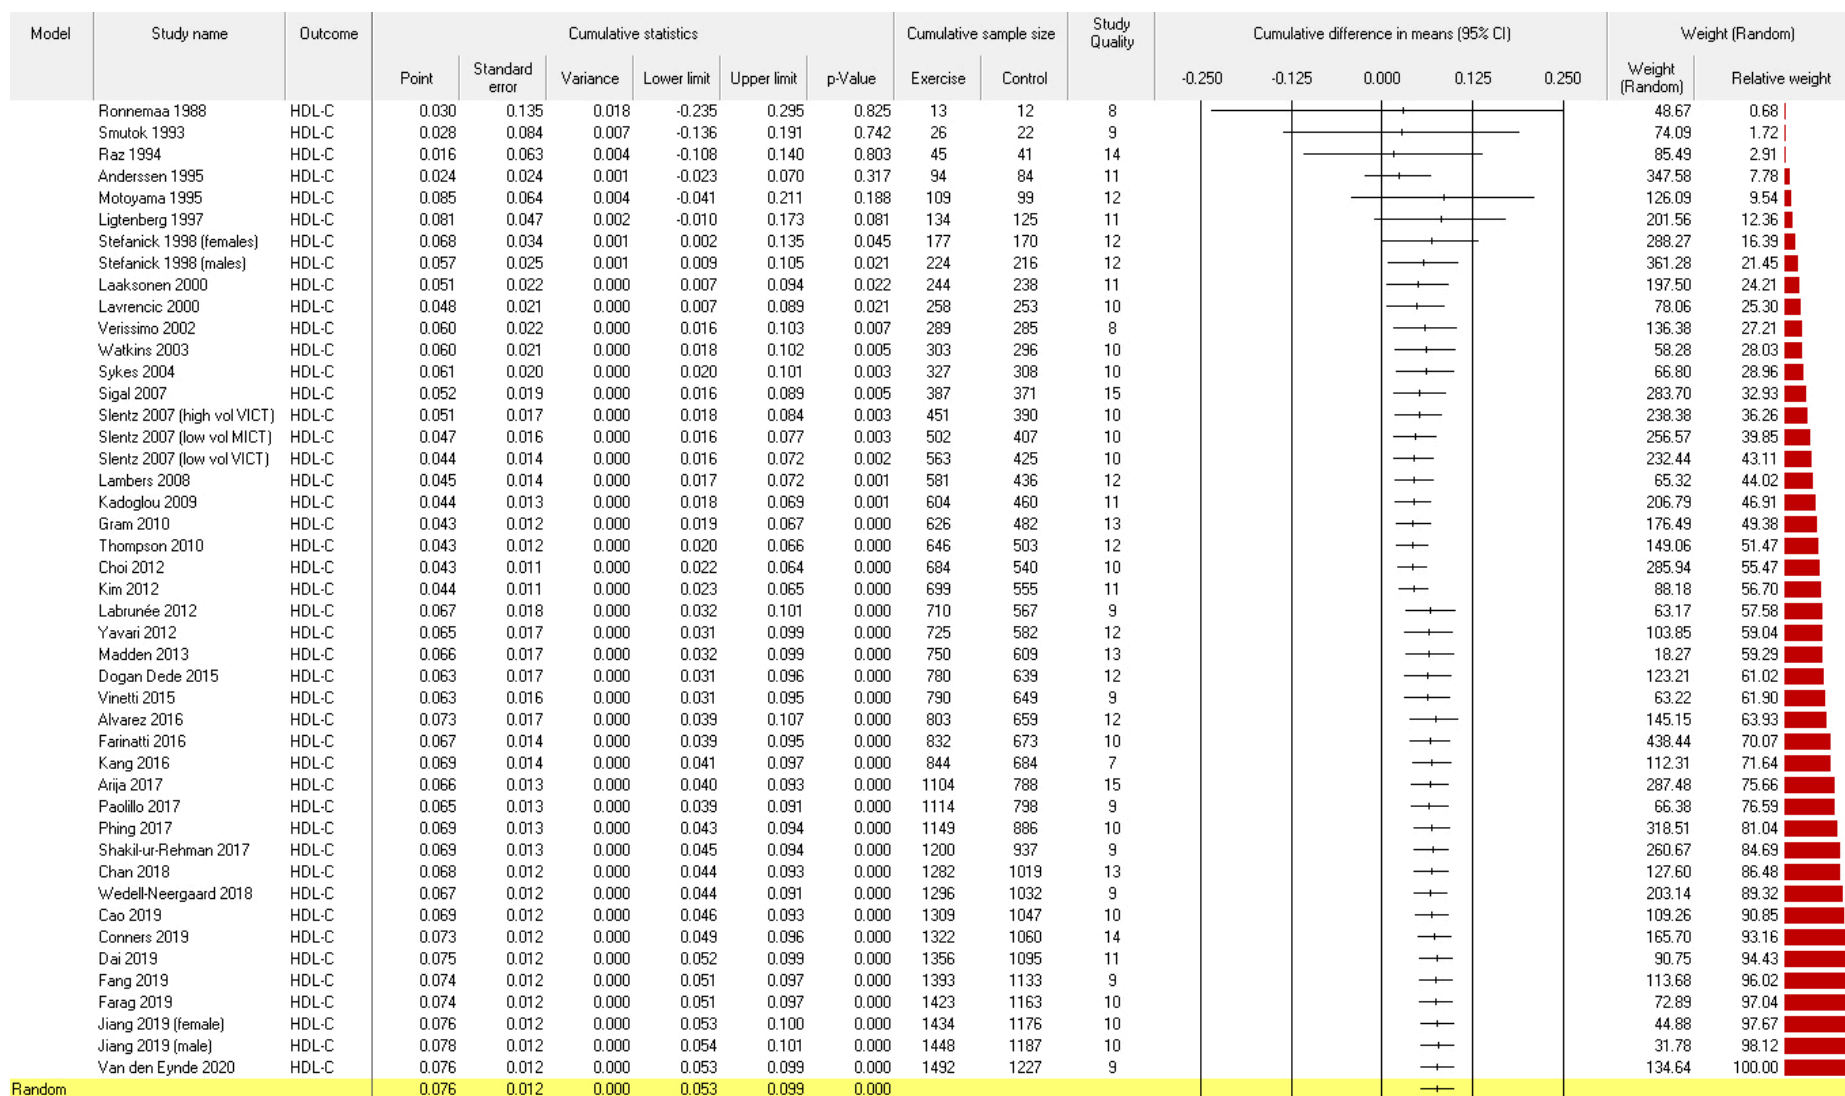 Model Study name Outcome Cumulative statistics Cumulative sample size Study Quality Cumulative difference in means (95% CI) Weight (Random)
Point Standard error Variance Lower limit Upper limit p-Value Exercise Control -0.250 -0.125 0.000 0.125 0.250 Weight (Random) Relative weight
Ronnemaa 1988 HDL-C 0.030 0.135 0.018 -0.235 0.295 0.825 13 12 8 48.67 0.68
Smutok 1993 HDL-C 0.028 0.084 0.007 -0.136 0.191 0.742 26 22 9 74.09 1.72
Raz 1994 HDL-C 0.016 0.063 0.004 -0.108 0.140 0.803 45 41 14 85.49 2.91
Anderssen 1995 HDL-C 0.024 0.024 0.001 -0.023 0.070 0.317 94 84 11 347.58 7.78
Motoyama 1995 HDL-C 0.085 0.064 0.004 -0.041 0.211 0.188 109 99 12 126.09 9.54
Ligtenberg 1997 HDL-C 0.081 0.047 0.002 -0.010 0.173 0.081 134 125 11 201.56 12.36
Stefanick 1998 (females) HDL-C 0.068 0.034 0.001 0.002 0.135 0.045 177 170 12 288.27 16.39
Stefanick 1998 (males) HDL-C 0.057 0.025 0.001 0.009 0.105 0.021 224 216 12 361.28 21.45
Laaksonen 2000 HDL-C 0.051 0.022 0.000 0.007 0.094 0.022 244 238 11 197.50 24.21
Lavrencic 2000 HDL-C 0.048 0.021 0.000 0.007 0.089 0.021 258 253 10 78.06 25.30
Verissimo 2002 HDL-C 0.060 0.022 0.000 0.016 0.103 0.007 289 285 8 136.38 27.21
Watkins 2003 HDL-C 0.060 0.021 0.000 0.018 0.102 0.005 303 296 10 58.28 28.03
Sykes 2004 HDL-C 0.061 0.020 0.000 0.020 0.101 0.003 327 308 10 66.80 28.96
Sigal 2007 HDL-C 0.052 0.019 0.000 0.016 0.089 0.005 387 371 15 283.70 32.93
Slentz 2007 (high vol VICT) HDL-C 0.051 0.017 0.000 0.018 0.084 0.003 451 390 10 238.38 36.26
Slentz 2007 (low vol MICT) HDL-C 0.047 0.016 0.000 0.016 0.077 0.003 502 407 10 256.57 39.85
Slentz 2007 (low vol VICT) HDL-C 0.044 0.014 0.000 0.016 0.072 0.002 563 425 10 232.44 43.11
Lambers 2008 HDL-C 0.045 0.014 0.000 0.017 0.072 0.001 581 436 12 65.32 44.02
Kadoglou 2009 HDL-C 0.044 0.013 0.000 0.018 0.069 0.001 604 460 11 206.79 46.91
Gram 2010 HDL-C 0.043 0.012 0.000 0.019 0.067 0.000 626 482 13 176.49 49.38
Thompson 2010 HDL-C 0.043 0.012 0.000 0.020 0.066 0.000 646 503 12 149.06 51.47
Choi 2012 HDL-C 0.043 0.011 0.000 0.022 0.064 0.000 684 540 10 285.94 55.47
Kim 2012 HDL-C 0.044 0.011 0.000 0.023 0.065 0.000 699 555 11 88.18 56.70
Labrunée 2012 HDL-C 0.067 0.018 0.000 0.032 0.101 0.000 710 567 9 63.17 57.58
Yavari 2012 HDL-C 0.065 0.017 0.000 0.031 0.099 0.000 725 582 12 103.85 59.04
Madden 2013 HDL-C 0.066 0.017 0.000 0.032 0.099 0.000 750 609 13 18.27 59.29
Dogan Dede 2015 HDL-C 0.063 0.017 0.000 0.031 0.096 0.000 780 639 12 123.21 61.02
Vinetti 2015 HDL-C 0.063 0.016 0.000 0.031 0.095 0.000 790 649 9 63.22 61.90
Alvarez 2016 HDL-C 0.073 0.017 0.000 0.039 0.107 0.000 803 659 12 145.15 63.93
Farinatti 2016 HDL-C 0.067 0.014 0.000 0.039 0.095 0.000 832 673 10 438.44 70.07
Kang 2016 HDL-C 0.069 0.014 0.000 0.041 0.097 0.000 844 684 7 112.31 71.64
Arija 2017 HDL-C 0.066 0.013 0.000 0.040 0.093 0.000 1104 788 15 287.48 75.66
Paolillo 2017 HDL-C 0.065 0.013 0.000 0.039 0.091 0.000 1114 798 9 66.38 76.59
Phing 2017 HDL-C 0.069 0.013 0.000 0.043 0.094 0.000 1149 886 10 318.51 81.04
Shakil-ur-Rehman 2017 HDL-C 0.069 0.013 0.000 0.045 0.094 0.000 1200 937 9 260.67 84.69
Chan 2018 HDL-C 0.068 0.012 0.000 0.044 0.093 0.000 1282 1019 13 127.60 86.48
Wedell-Neergaard 2018 HDL-C 0.067 0.012 0.000 0.044 0.091 0.000 1296 1032 9 203.14 89.32
Cao 2019 HDL-C 0.069 0.012 0.000 0.046 0.093 0.000 1309 1047 10 109.26 90.85
Conners 2019 HDL-C 0.073 0.012 0.000 0.049 0.096 0.000 1322 1060 14 165.70 93.16
Dai 2019 HDL-C 0.075 0.012 0.000 0.052 0.099 0.000 1356 1095 11 90.75 94.43
Fang 2019 HDL-C 0.074 0.012 0.000 0.051 0.097 0.000 1393 1133 9 113.68 96.02
Farag 2019 HDL-C 0.074 0.012 0.000 0.051 0.097 0.000 1423 1163 10 72.89 97.04
Jiang 2019 (female) HDL-C 0.076 0.012 0.000 0.053 0.100 0.000 1434 1176 10 44.88 97.67
Jiang 2019 (male) HDL-C 0.078 0.012 0.000 0.054 0.101 0.000 1448 1187 10 31.78 98.12
Van den Eynde 2020 HDL-C 0.076 0.012 0.000 0.053 0.099 0.000 1492 1227 9 134.64 100.00
Random 0.076 0.012 0.000 0.053 0.099 0.000